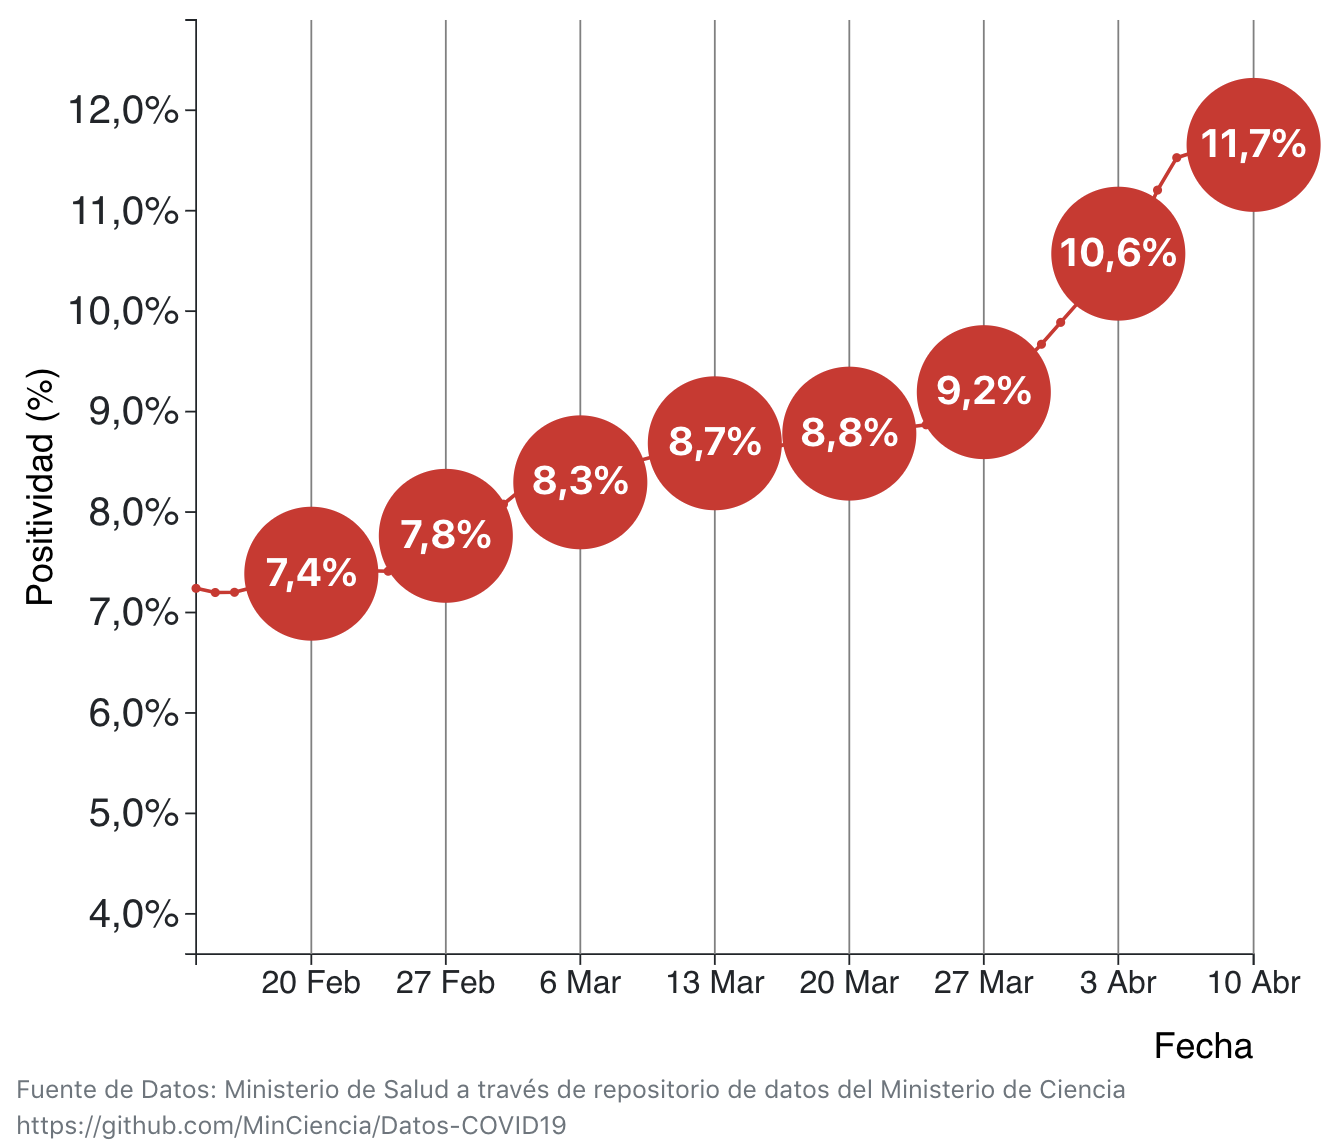 Positividad (%)
12,0%
11,0%
10,0%
9,0%
8,0%
7,0%
6,0%
5,0%
4,0%
7,4%
7,8%
8,3%
8,7%
8,8%
9,2%
10,6%
11,7%
20 Feb
27 Feb
6 Mar
13 Mar
20 Mar
27 Mar
3 Abr
10 Abr
Fecha
Fuente de Datos: Ministerio de Salud a través de repositorio de datos del Ministerio de Ciencia
https://github.com/MinCiencia/Datos-COVID19